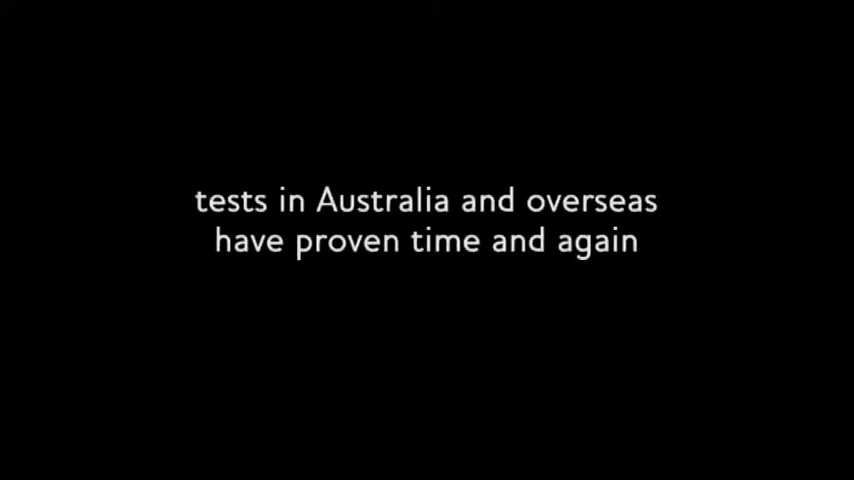 tests in Australia and overseas
have proven time and again